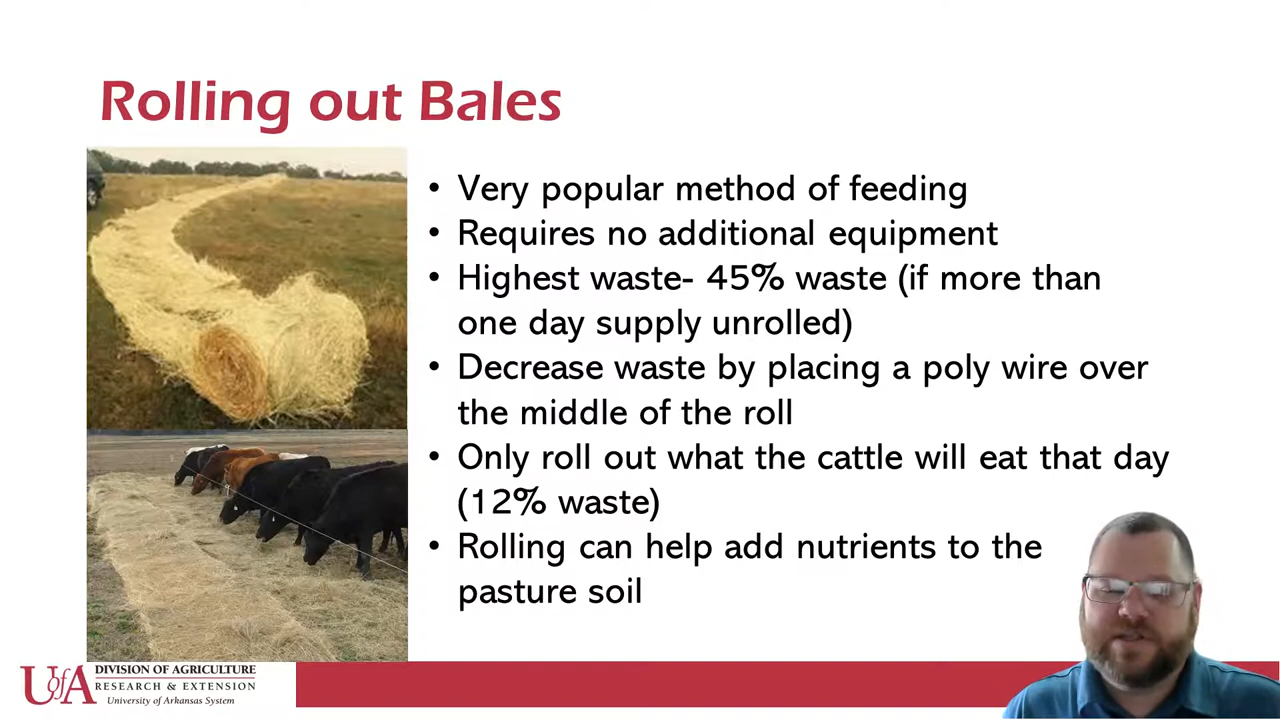 Rolling out Bales
• Very popular method of feeding
• Requires no additional equipment
• Highest waste- 45% waste (if more than
one day supply unrolled)
• Decrease waste by placing a poly wire over
the middle of the roll
• Only roll out what the cattle will eat that day
(12% waste)
• Rolling can help add nutrients to the
pasture soil
UofA
DIVISION OF AGRICULTURE
RESEARCH & EXTENSION
University of Arkansas System